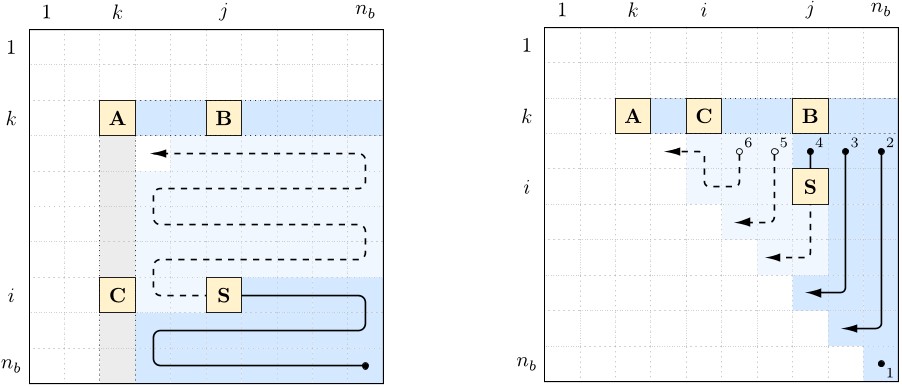 1 k j n_b
1
k A B
C S
i
n_b
1 k i j n_b
1
k A C B
6 5 4 3 2
i S
n_b 1